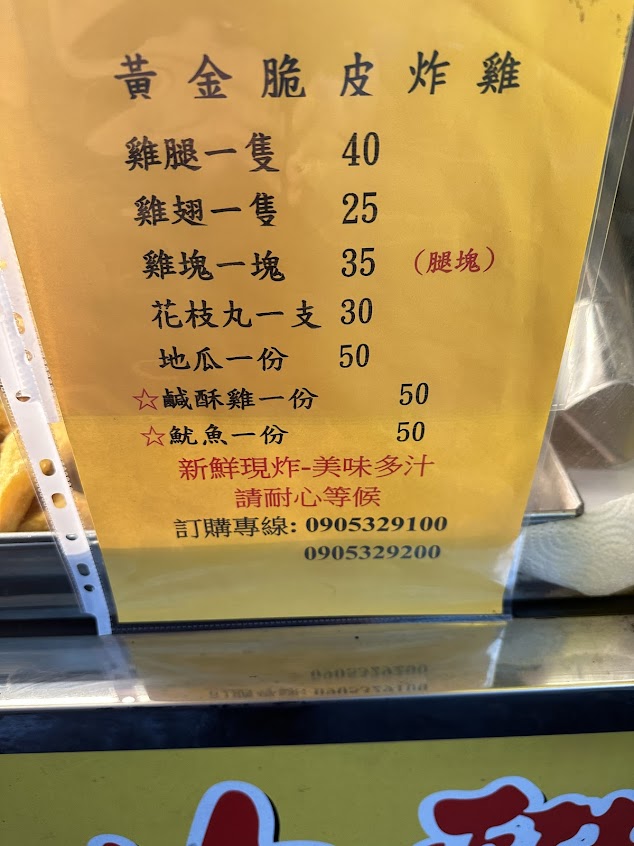 黃金脆皮炸雞
雞腿一隻 40
雞翅一隻 25
雞塊一塊 35 (腿塊)
花枝丸一支 30
地瓜一份 50
☆鹹酥雞一份 50
☆魷魚一份 50
新鮮現炸-美味多汁
請耐心等候
訂購專線: 0905329100
0905329200